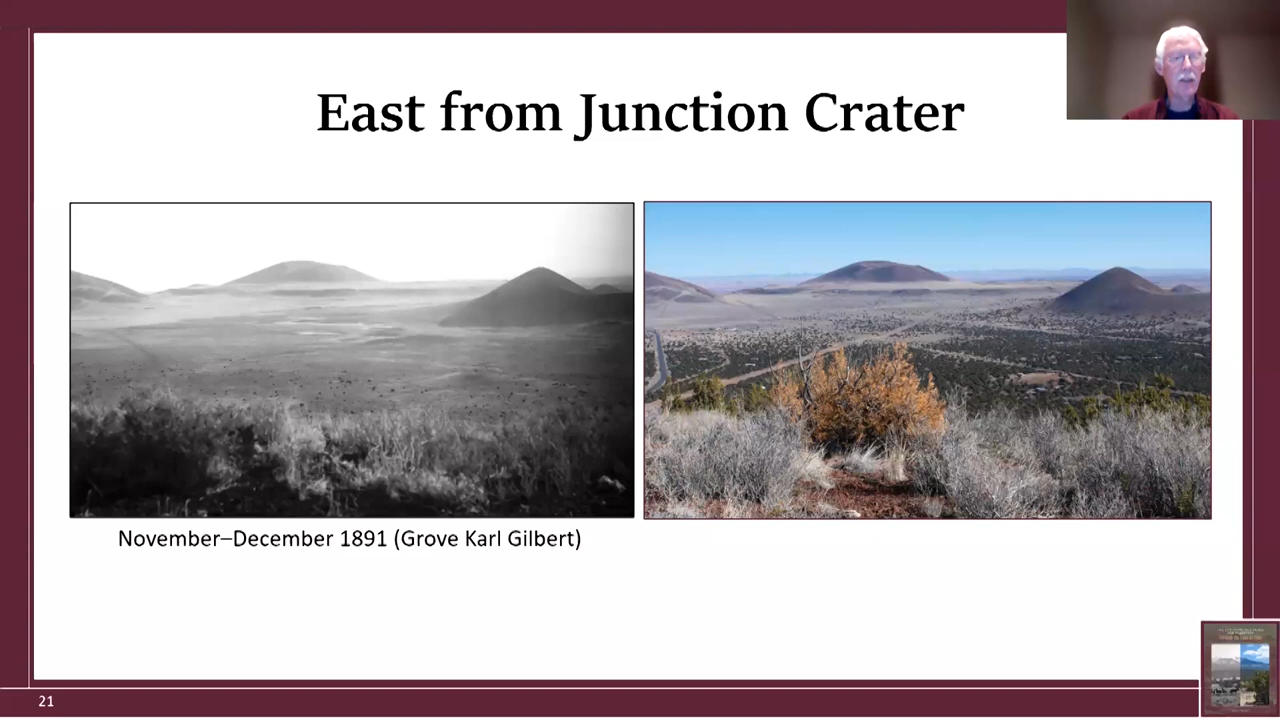 East from Junction Crater
November–December 1891 (Grove Karl Gilbert)
21